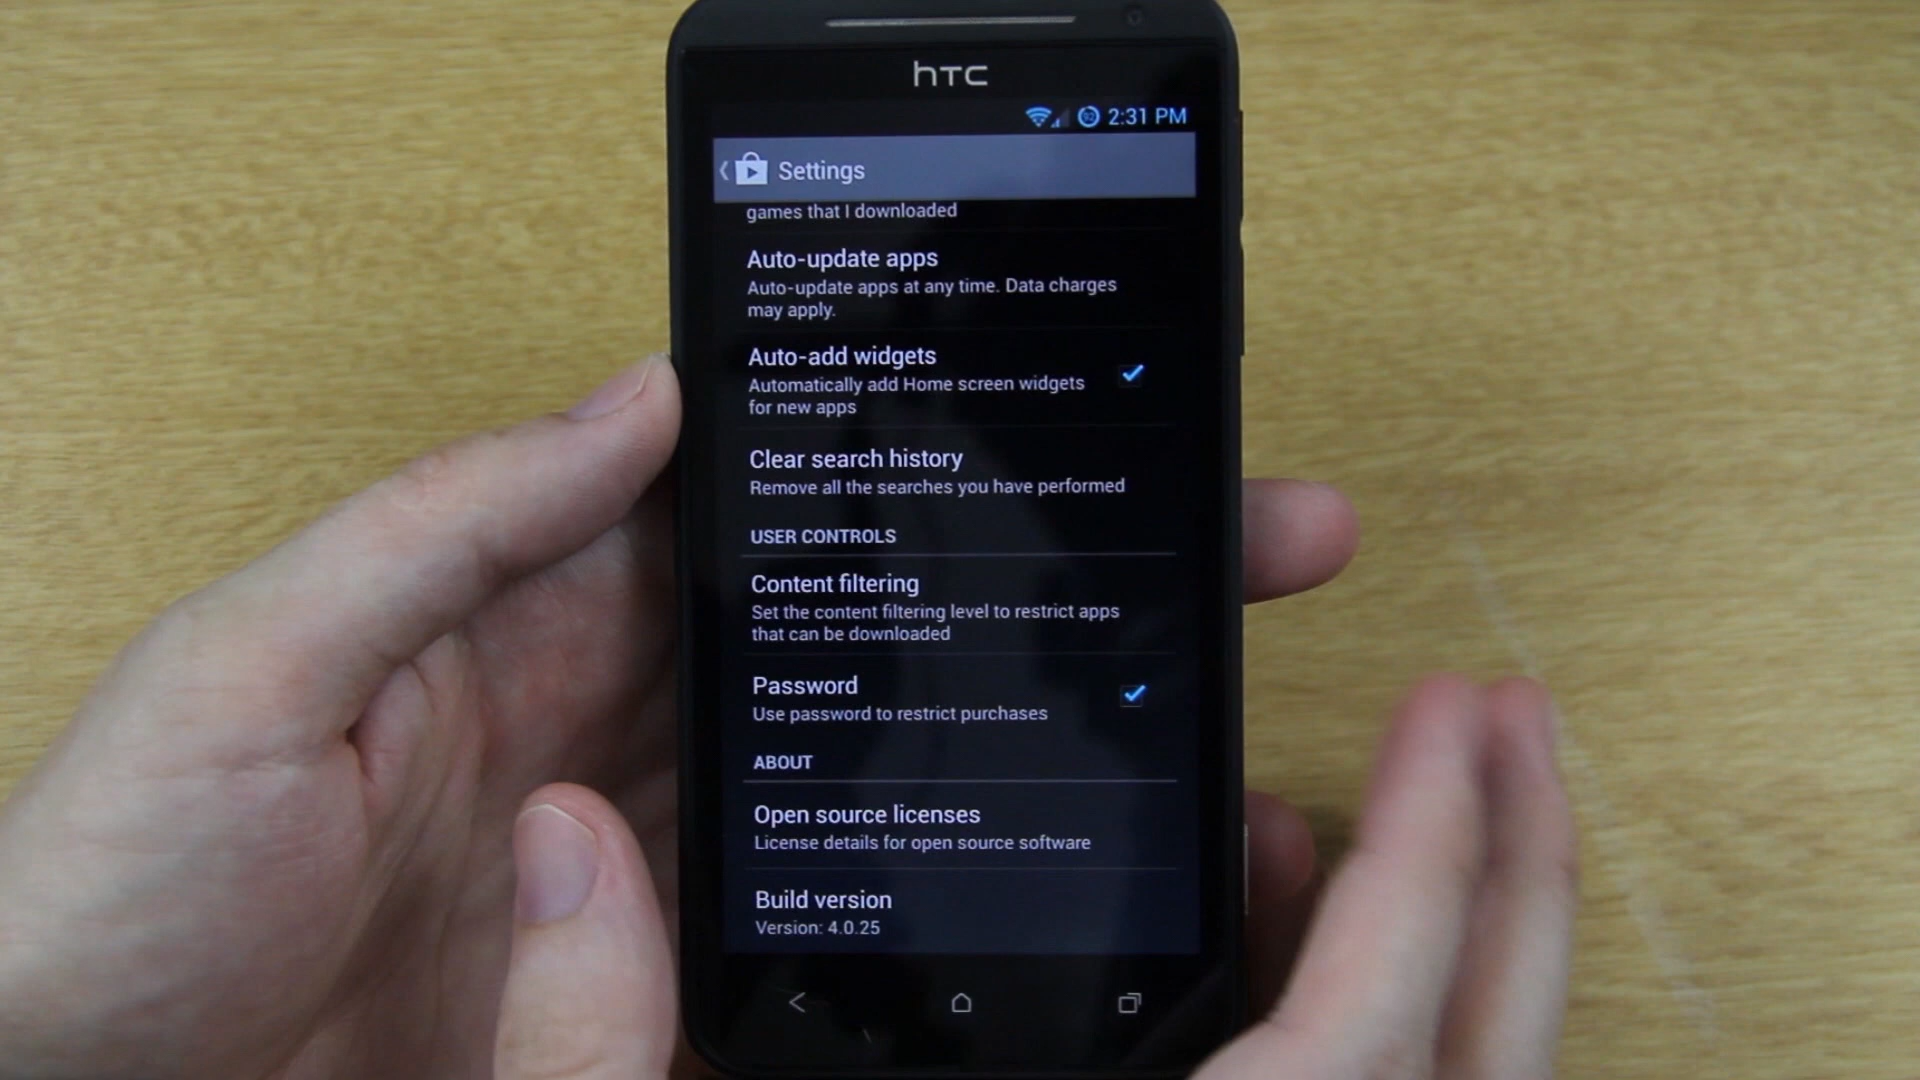 hTC
2:31 PM
Settings
games that I downloaded
Auto-update apps
Auto-update apps at any time. Data charges
may apply.
Auto-add widgets
Automatically add Home screen widgets
for new apps
Clear search history
Remove all the searches you have performed
USER CONTROLS
Content filtering
Set the content filtering level to restrict apps
that can be downloaded
Password
Use password to restrict purchases
ABOUT
Open source licenses
License details for open source software
Build version
Version: 4.0.25